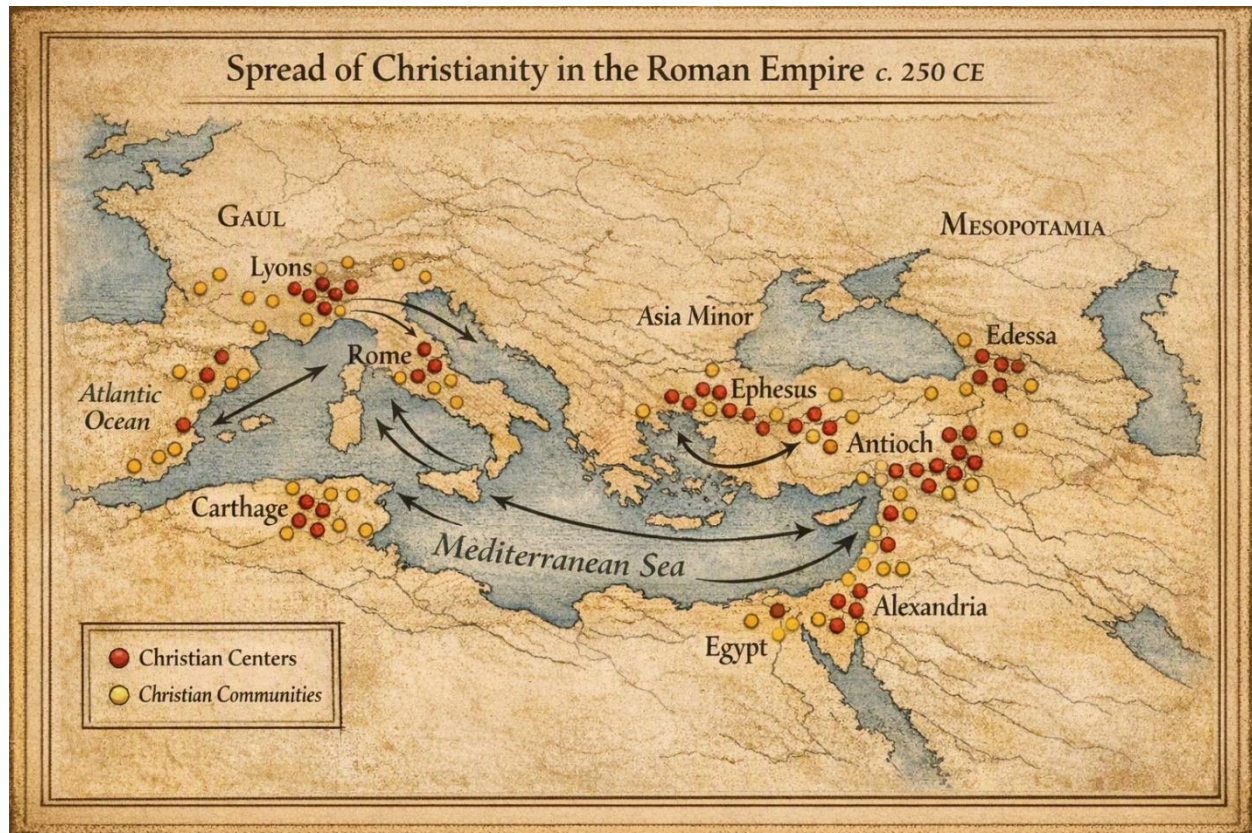 Spread of Christianity in the Roman Empire c. 250 CE
GAUL
MESOPOTAMIA
Lyons
Asia Minor
Edessa
Rome
Ephesus
Atlantic
Ocean
Antioch
Carthage
Mediterranean Sea
Alexandria
Egypt
Christian Centers
Christian Communities